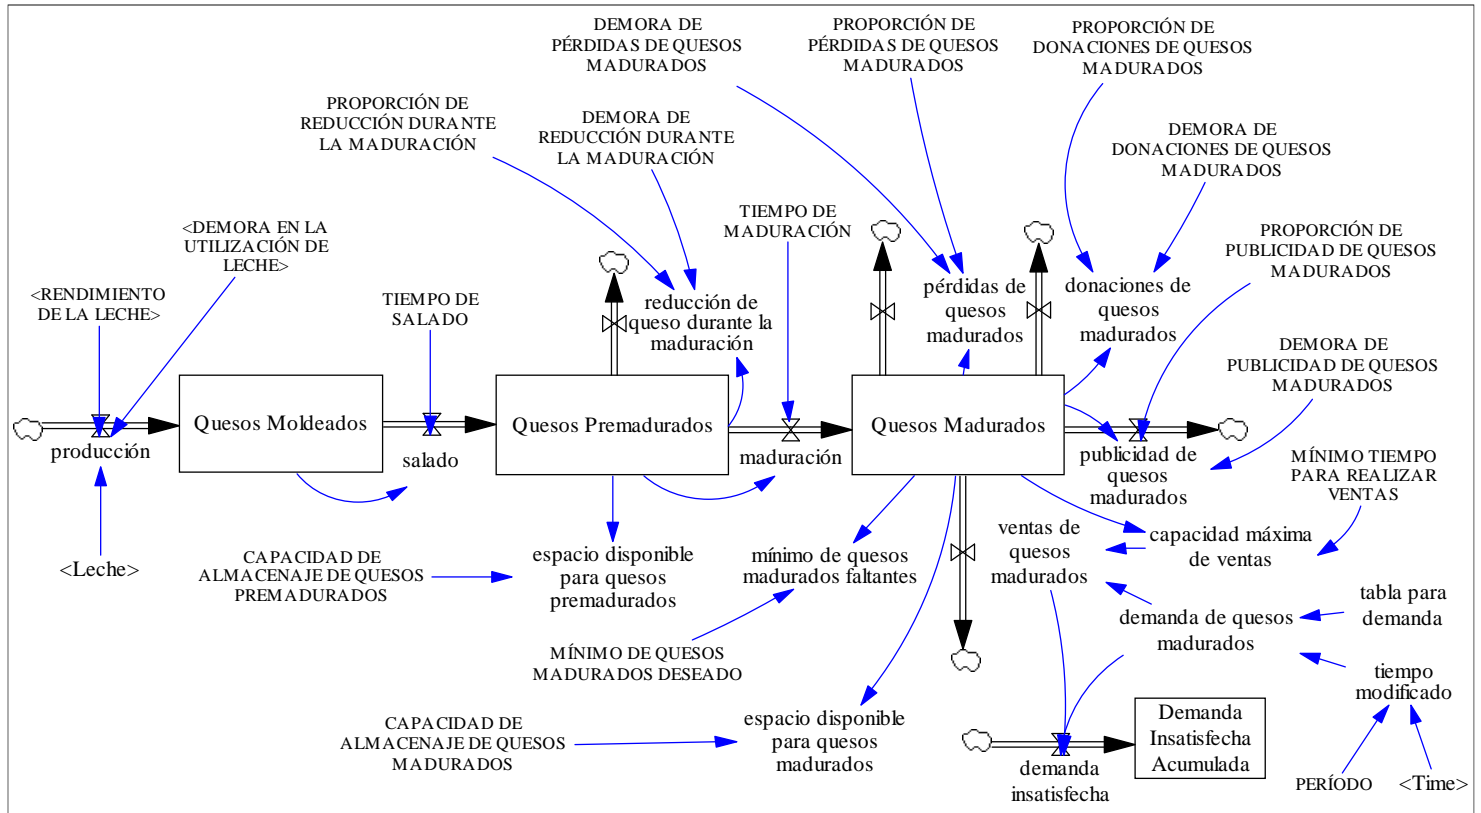 DEMORA DE
PÉRDIDAS DE QUESOS
MADURADOS
PROPORCIÓN DE
PÉRDIDAS DE QUESOS
MADURADOS
PROPORCIÓN DE
DONACIONES DE QUESOS
MADURADOS
PROPORCIÓN DE
REDUCCIÓN DURANTE
LA MADURACIÓN
DEMORA DE
REDUCCIÓN DURANTE
LA MADURACIÓN
DEMORA DE
DONACIONES DE QUESOS
MADURADOS
<DEMORA EN LA
UTILIZACIÓN DE
LECHE>
TIEMPO DE
MADURACIÓN
PROPORCIÓN DE
PUBLICIDAD DE QUESOS
MADURADOS
<RENDIMIENTO
DE LA LECHE>
TIEMPO DE
SALADO
reducción de
queso durante la
maduración
pérdidas de
quesos
madurados
donaciones de
quesos
madurados
DEMORA DE
PUBLICIDAD DE QUESOS
MADURADOS
producción
Quesos Moldeados
salado
Quesos Premadurados
maduración
Quesos Madurados
publicidad de
quesos
madurados
MÍNIMO TIEMPO
PARA REALIZAR
VENTAS
<Leche>
CAPACIDAD DE
ALMACENAJE DE QUESOS
PREMADURADOS
espacio disponible
para quesos
premadurados
mínimo de quesos
madurados faltantes
ventas de
quesos
madurados
capacidad máxima
de ventas
demanda de quesos
madurados
tabla para
demanda
MÍNIMO DE QUESOS
MADURADOS DESEADO
tiempo
modificado
CAPACIDAD DE
ALMACENAJE DE QUESOS
MADURADOS
espacio disponible
para quesos
madurados
Demanda
Insatisfecha
Acumulada
demanda
insatisfecha
PERÍODO
<Time>